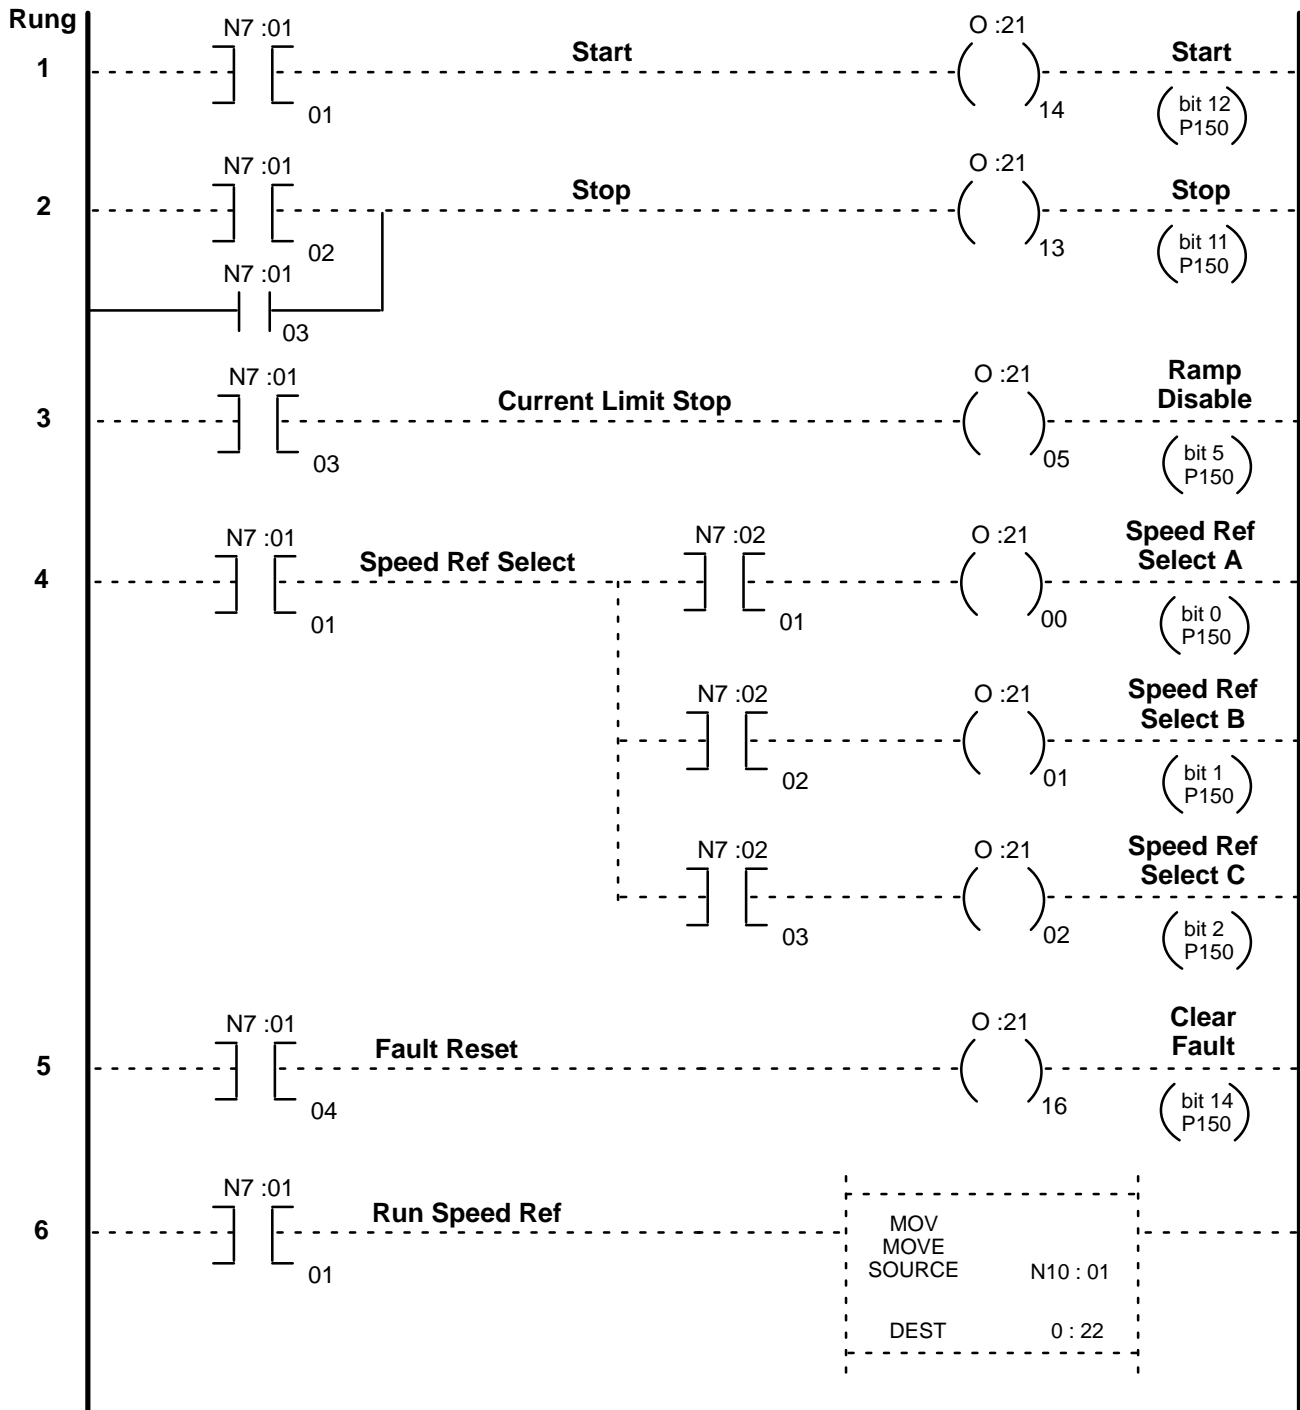 Rung
N7 :01
O :21
1
Start
Start
01
14
bit 12
P150
N7 :01
O :21
2
Stop
Stop
02
13
bit 11
P150
N7 :01
03
N7 :01
O :21
Ramp
Disable
3
Current Limit Stop
03
05
bit 5
P150
N7 :01
N7 :02
O :21
Speed Ref
Select A
4
Speed Ref Select
01
01
00
bit 0
P150
N7 :02
O :21
Speed Ref
Select B
02
01
bit 1
P150
N7 :02
O :21
Speed Ref
Select C
03
02
bit 2
P150
N7 :01
O :21
Clear
Fault
5
Fault Reset
04
16
bit 14
P150
N7 :01
6
Run Speed Ref
01
MOV
MOVE
SOURCE N10 : 01
DEST 0 : 22